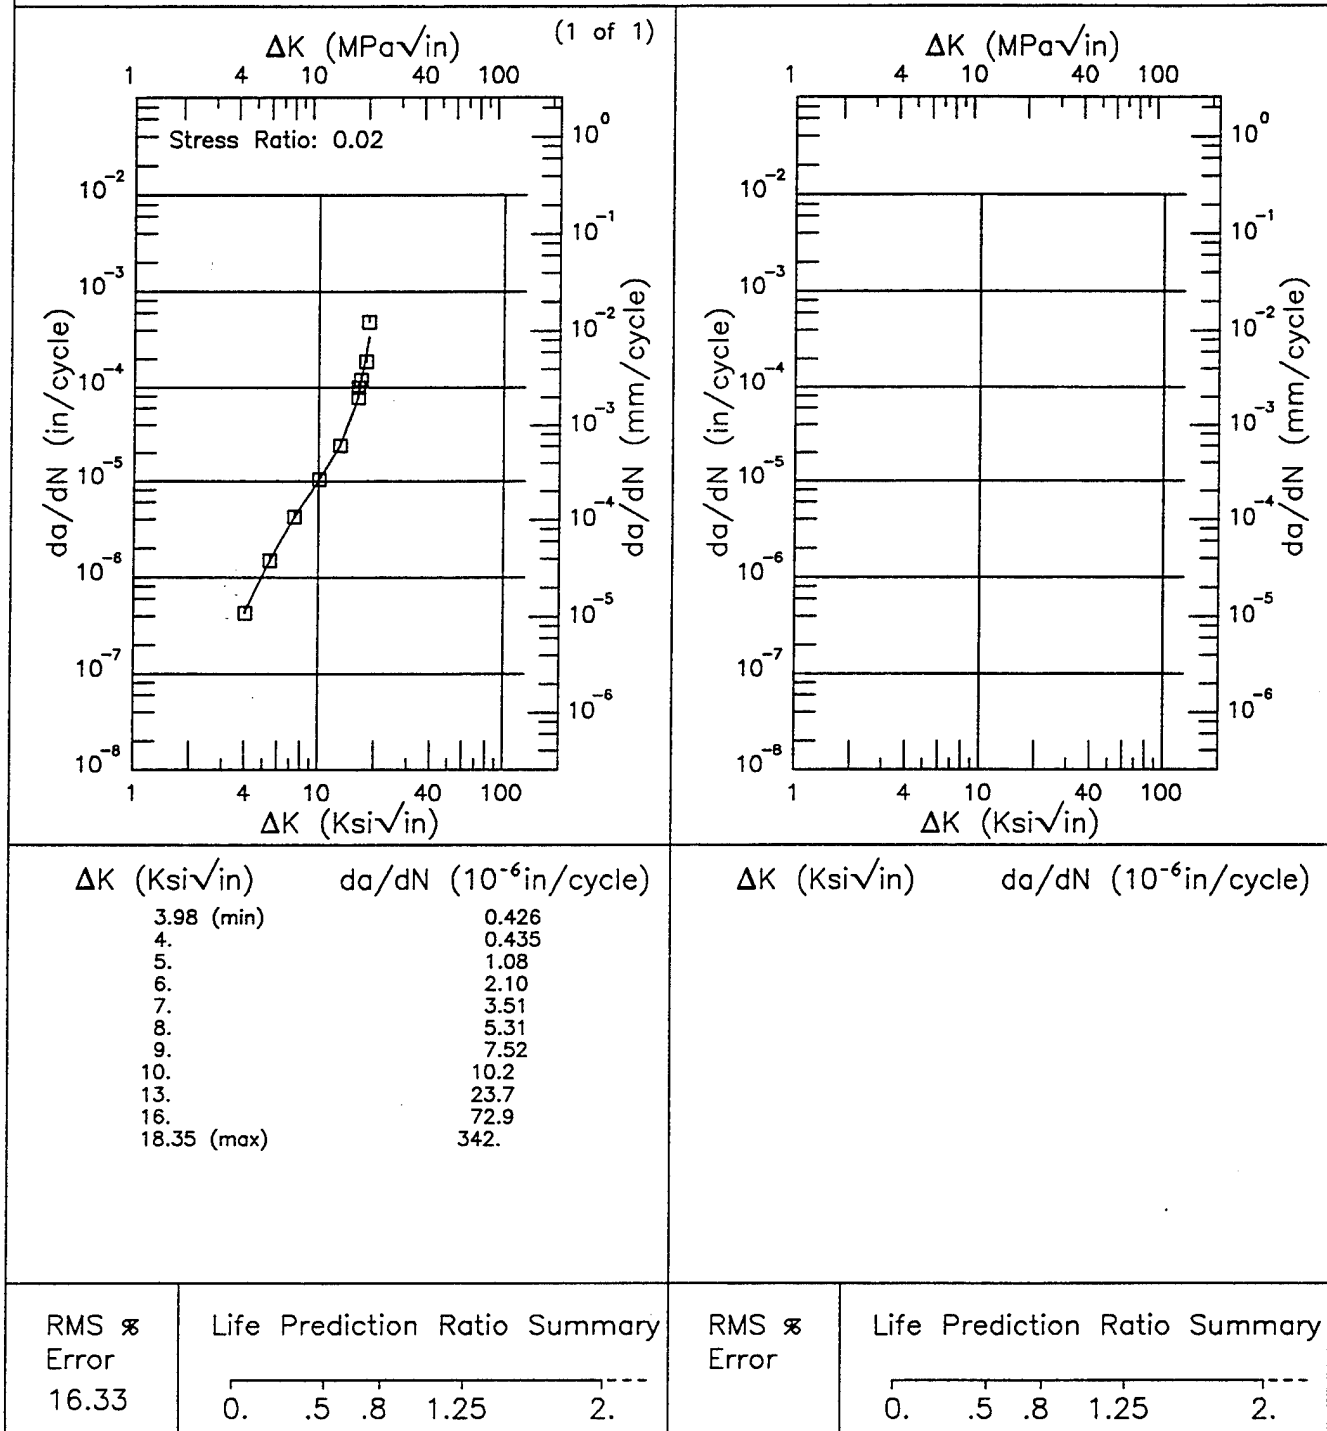 (1 of 1)
ΔK (MPa√in)
1 4 10 40 100
Stress Ratio: 0.02
da/dN (in/cycle)
10⁻²
10⁻³
10⁻⁴
10⁻⁵
10⁻⁶
10⁻⁷
10⁻⁸
10⁰
10⁻¹
10⁻²
10⁻³
10⁻⁴
10⁻⁵
10⁻⁶
da/dN (mm/cycle)
1 4 10 40 100
ΔK (Ksi√in)
ΔK (MPa√in)
1 4 10 40 100
da/dN (in/cycle)
10⁻²
10⁻³
10⁻⁴
10⁻⁵
10⁻⁶
10⁻⁷
10⁻⁸
10⁰
10⁻¹
10⁻²
10⁻³
10⁻⁴
10⁻⁵
10⁻⁶
da/dN (mm/cycle)
1 4 10 40 100
ΔK (Ksi√in)
ΔK (Ksi√in) da/dN (10⁻⁶in/cycle)
3.98 (min) 0.426
4. 0.435
5. 1.08
6. 2.10
7. 3.51
8. 5.31
9. 7.52
10. 10.2
13. 23.7
16. 72.9
18.35 (max) 342.
ΔK (Ksi√in) da/dN (10⁻⁶in/cycle)
RMS %
Error
16.33
Life Prediction Ratio Summary
0. .5 .8 1.25 2.
RMS %
Error
Life Prediction Ratio Summary
0. .5 .8 1.25 2.